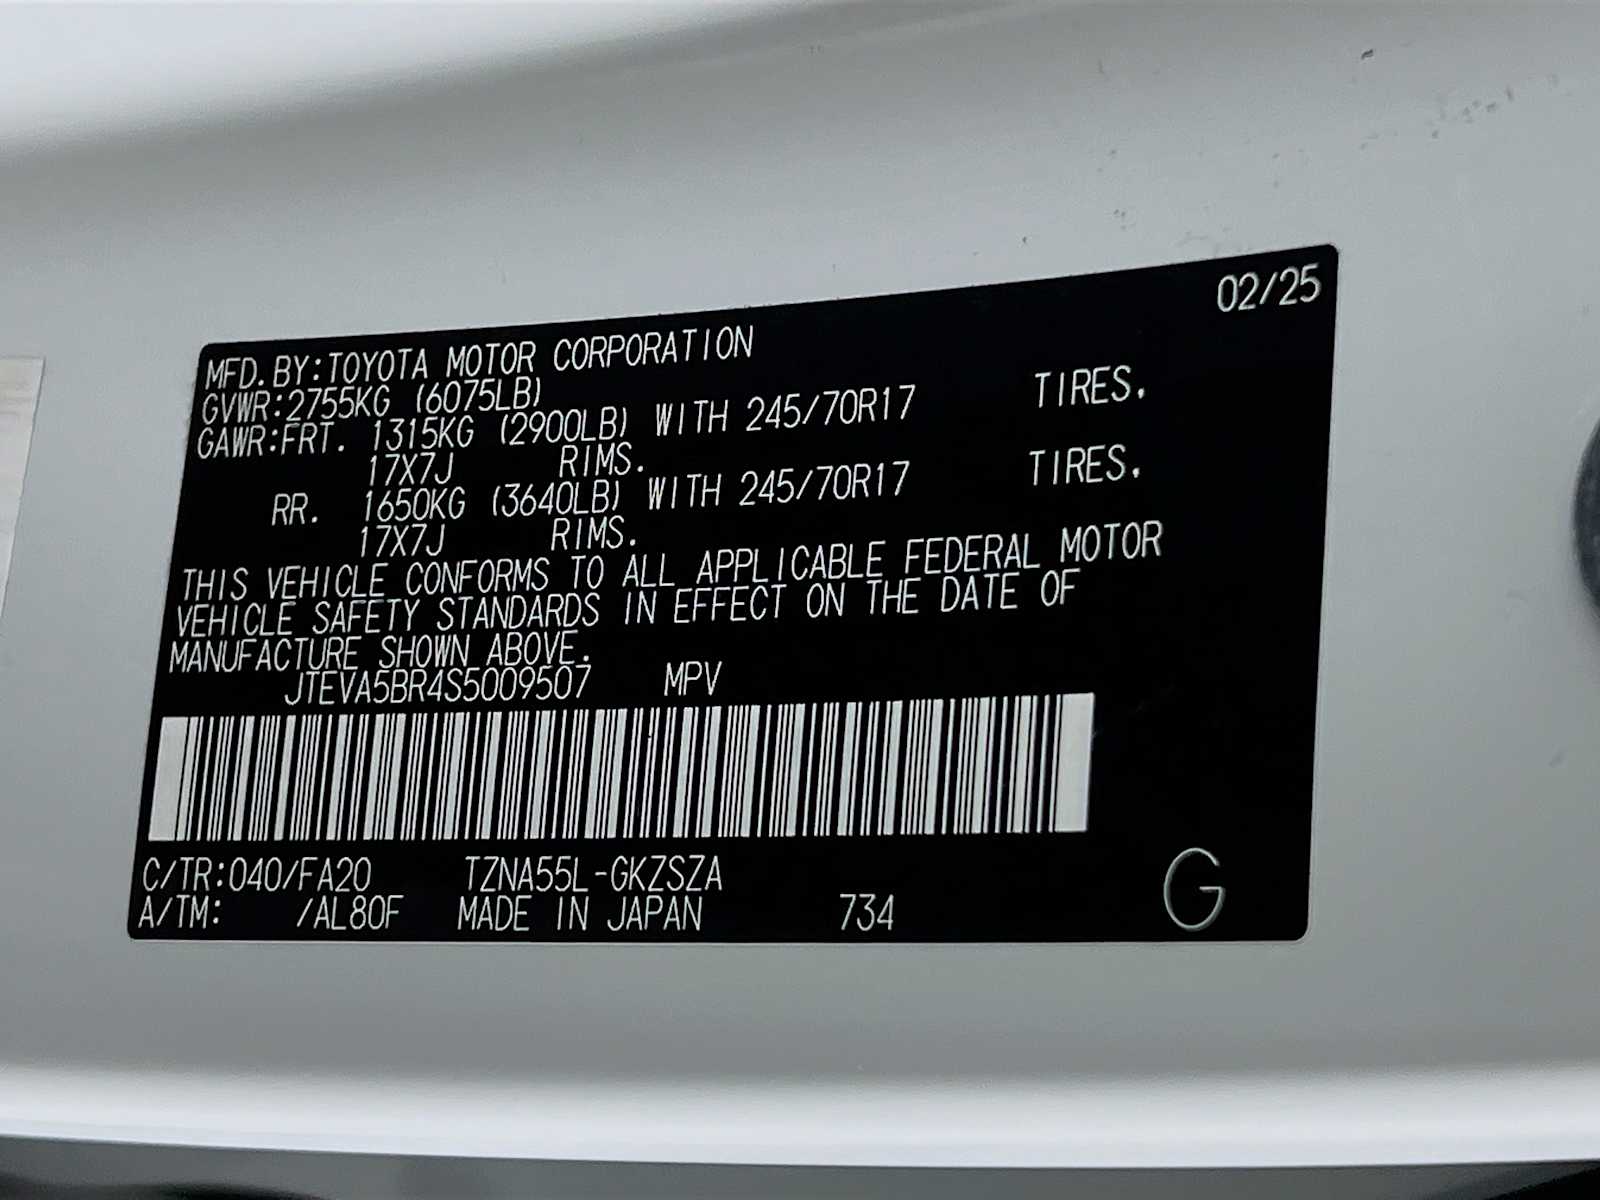 02/25
MFD.BY:TOYOTA MOTOR CORPORATION
GVWR:2755KG (6075LB)
GAWR:FRT. 1315KG (2900LB) WITH 245/70R17 TIRES.
17X7J RIMS.
RR. 1650KG (3640LB) WITH 245/70R17 TIRES.
17X7J RIMS.
THIS VEHICLE CONFORMS TO ALL APPLICABLE FEDERAL MOTOR
VEHICLE SAFETY STANDARDS IN EFFECT ON THE DATE OF
MANUFACTURE SHOWN ABOVE.
JTEVA5BR4S5009507 MPV
C/TR:040/FA20 TZNA55L-GKZSZA
A/TM: /AL80F MADE IN JAPAN 734 G